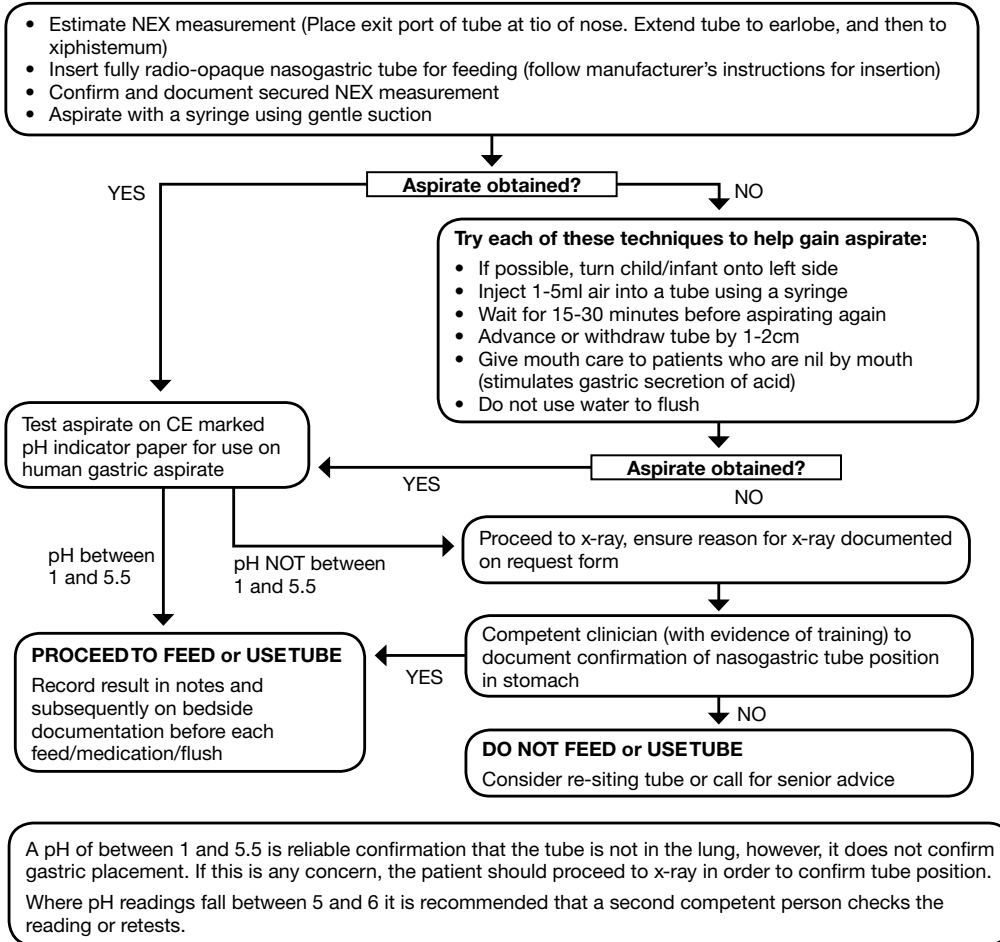 • Estimate NEX measurement (Place exit port of tube at tio of nose. Extend tube to earlobe, and then to
xiphistemum)
• Insert fully radio-opaque nasogastric tube for feeding (follow manufacturer’s instructions for insertion)
• Confirm and document secured NEX measurement
• Aspirate with a syringe using gentle suction
Aspirate obtained?
YES
NO
Try each of these techniques to help gain aspirate:
• If possible, turn child/infant onto left side
• Inject 1-5ml air into a tube using a syringe
• Wait for 15-30 minutes before aspirating again
• Advance or withdraw tube by 1-2cm
• Give mouth care to patients who are nil by mouth
(stimulates gastric secretion of acid)
• Do not use water to flush
Test aspirate on CE marked
pH indicator paper for use on
human gastric aspirate
Aspirate obtained?
YES
NO
pH between
1 and 5.5
pH NOT between
1 and 5.5
Proceed to x-ray, ensure reason for x-ray documented
on request form
Competent clinician (with evidence of training) to
document confirmation of nasogastric tube position
in stomach
YES
NO
PROCEED TO FEED or USE TUBE
Record result in notes and
subsequently on bedside
documentation before each
feed/medication/flush
DO NOT FEED or USE TUBE
Consider re-siting tube or call for senior advice
A pH of between 1 and 5.5 is reliable confirmation that the tube is not in the lung, however, it does not confirm
gastric placement. If this is any concern, the patient should proceed to x-ray in order to confirm tube position.
Where pH readings fall between 5 and 6 it is recommended that a second competent person checks the
reading or retests.